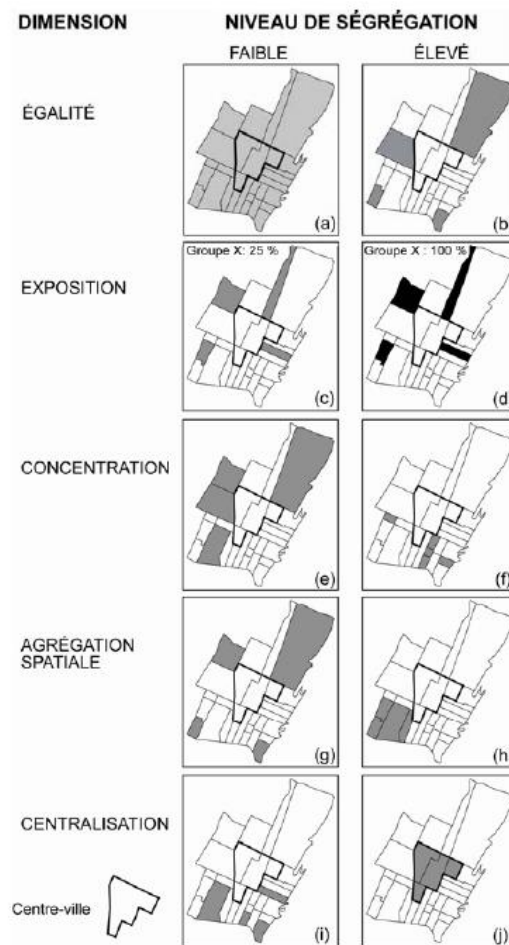 DIMENSION
NIVEAU DE SÉGRÉGATION
FAIBLE
ÉLEVÉ
ÉGALITÉ
(a)
(b)
EXPOSITION
Groupe X: 25 %
Groupe X : 100 %
(c)
(d)
CONCENTRATION
(e)
(f)
AGRÉGATION
SPATIALE
(g)
(h)
CENTRALISATION
Centre-ville
(i)
(j)